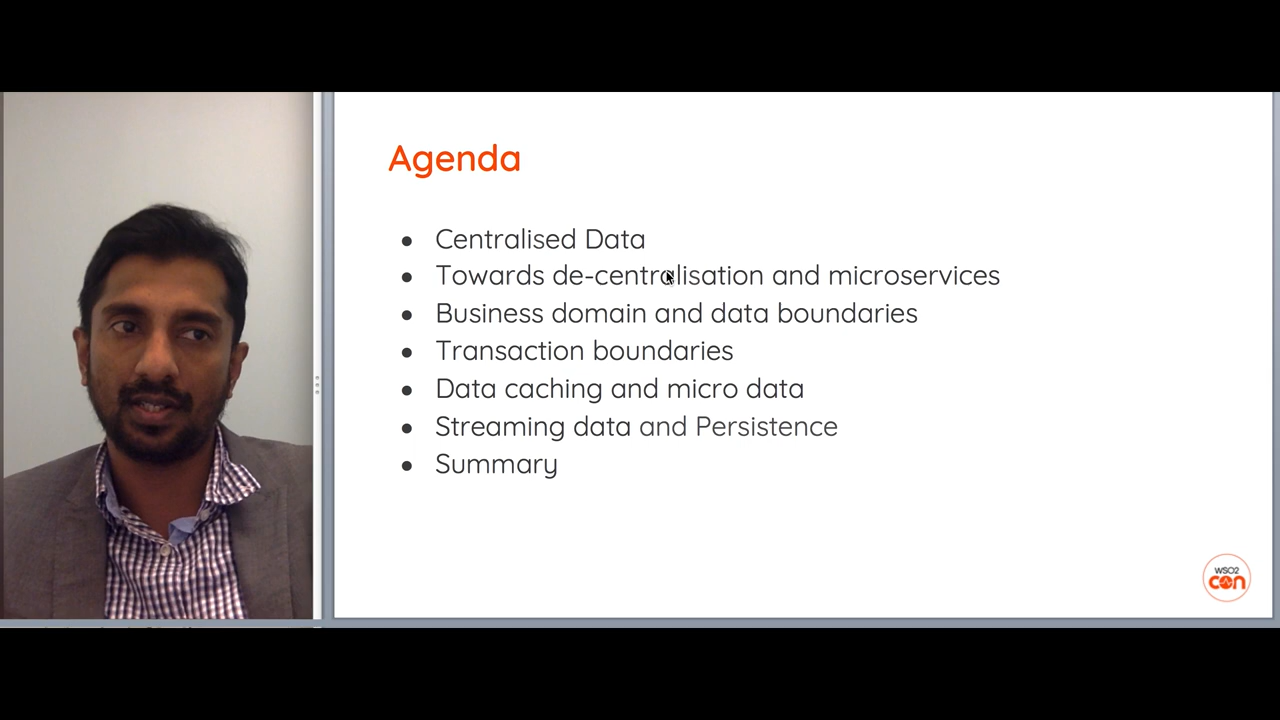 Agenda
● Centralised Data
● Towards de-centralisation and microservices
● Business domain and data boundaries
● Transaction boundaries
● Data caching and micro data
● Streaming data and Persistence
● Summary
WSO2
con